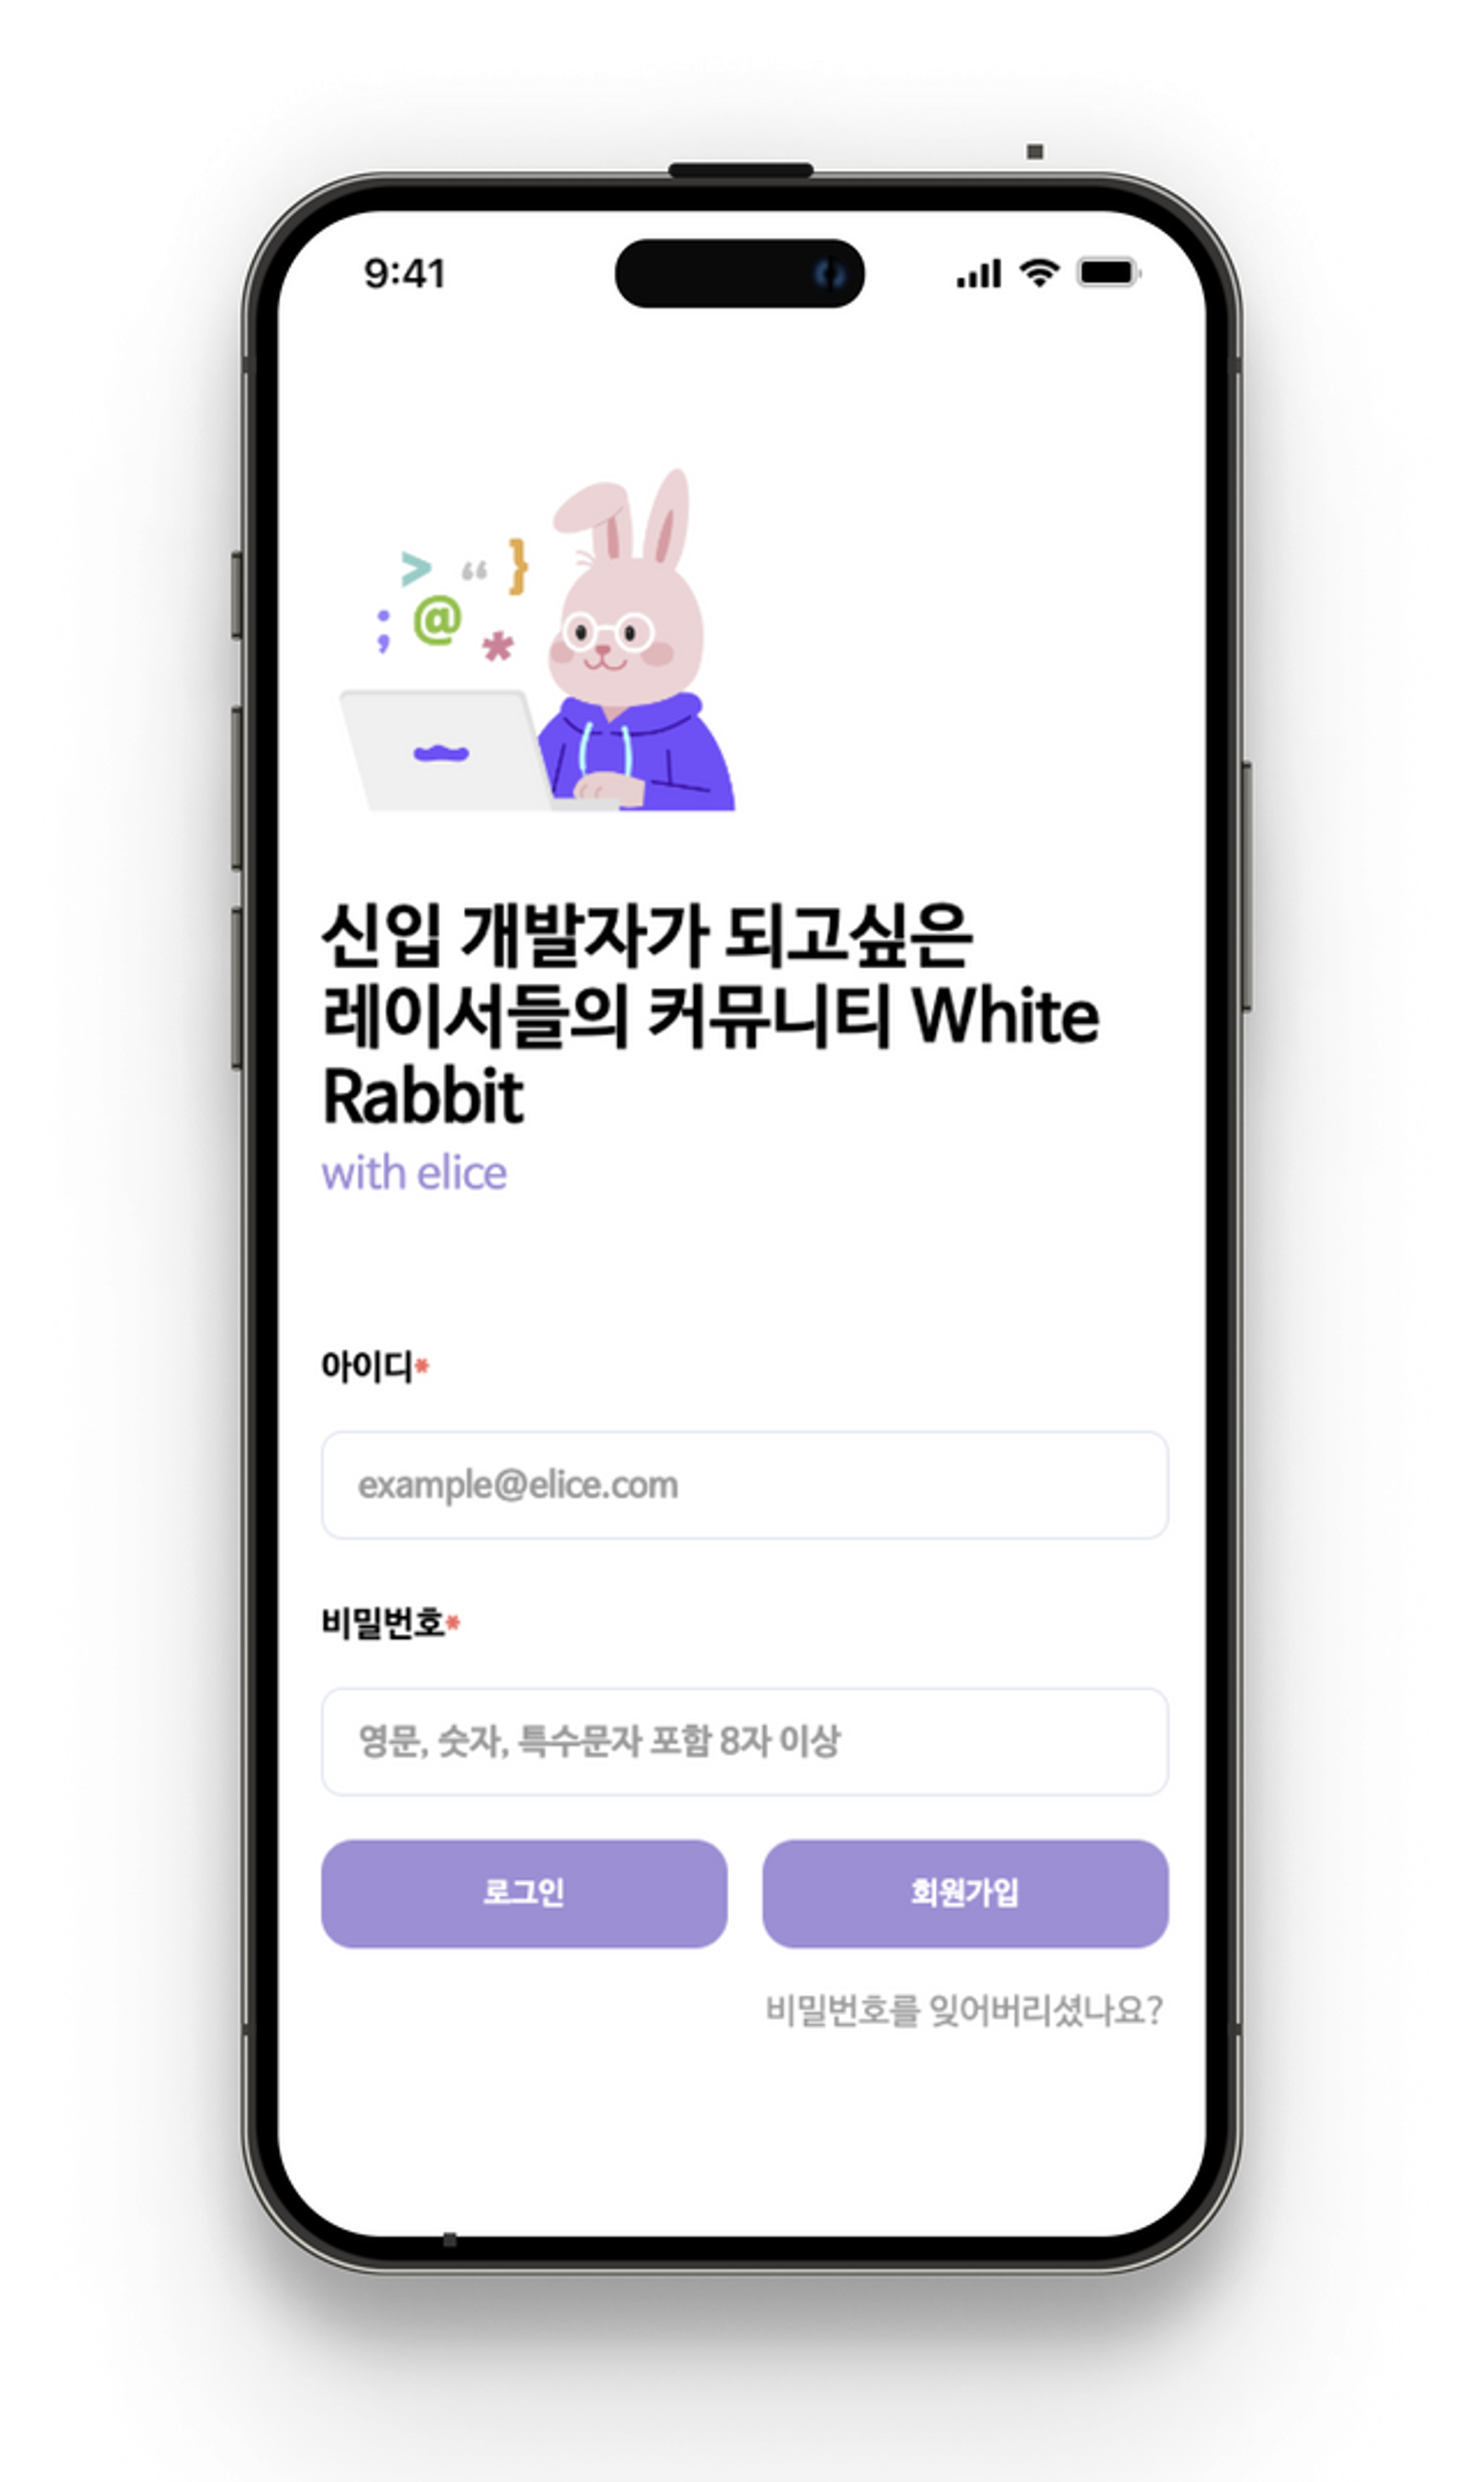 9:41
> “ }
; @ *
신입 개발자가 되고싶은
레이서들의 커뮤니티 White
Rabbit
with elice
아이디*
example@elice.com
비밀번호*
영문, 숫자, 특수문자 포함 8자 이상
로그인 회원가입
비밀번호를 잊어버리셨나요?